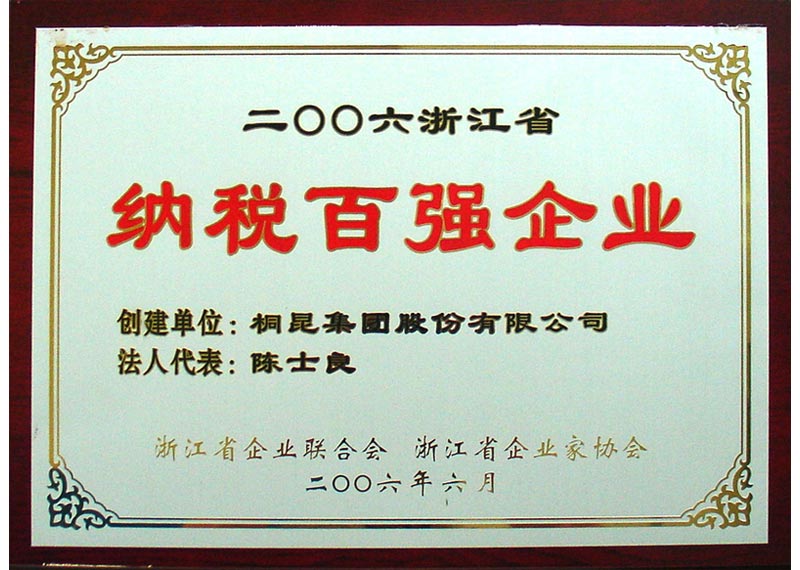 二〇〇六浙江省
纳税百强企业
创建单位：桐昆集团股份有限公司
法人代表：陈士良
浙江省企业联合会 浙江省企业家协会
二〇〇六年六月